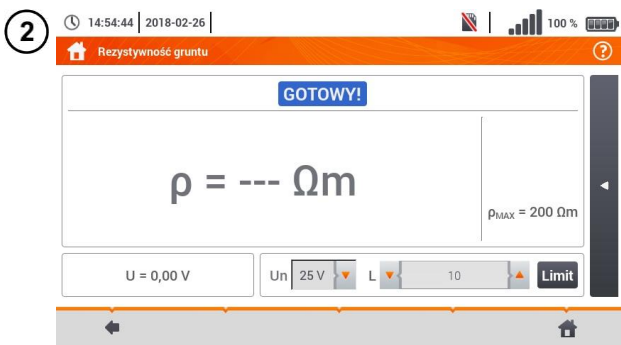 2
14:54:44 2018-02-26 100 %
Rezystywność gruntu ?
GOTOWY!
ρ = --- Ωm
ρMAX = 200 Ωm
U = 0,00 V Un 25 V L 10 Limit